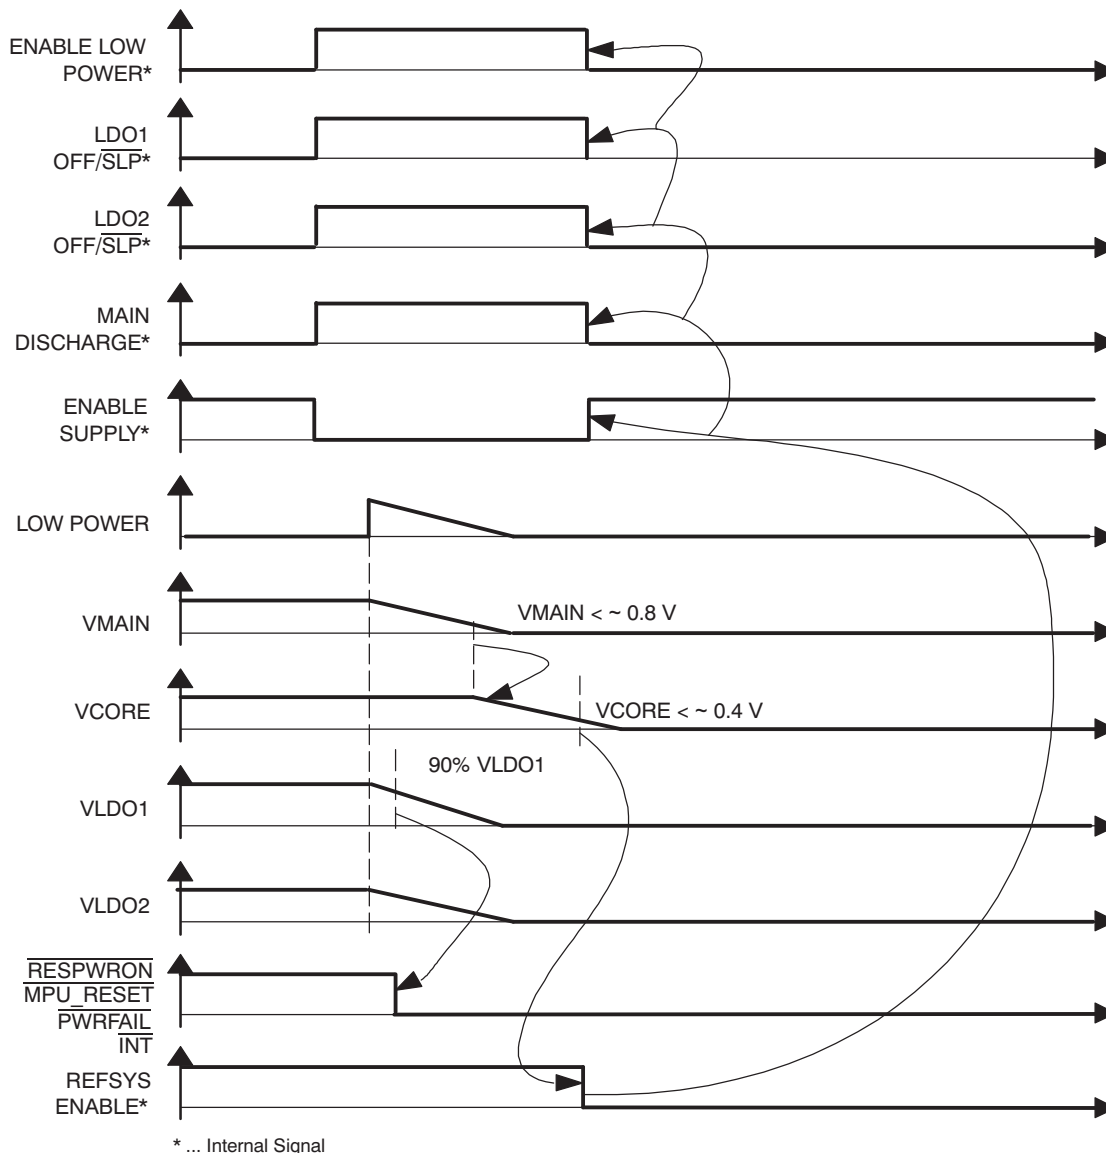 ENABLE LOW
POWER*
LDO1
OFF/SLP*
LDO2
OFF/SLP*
MAIN
DISCHARGE*
ENABLE
SUPPLY*
LOW POWER
VMAIN
VMAIN < ~ 0.8 V
VCORE
VCORE < ~ 0.4 V
90% VLDO1
VLDO1
VLDO2
RESPWRON
MPU_RESET
PWRFAIL
INT
REFSYS
ENABLE*
* ... Internal Signal